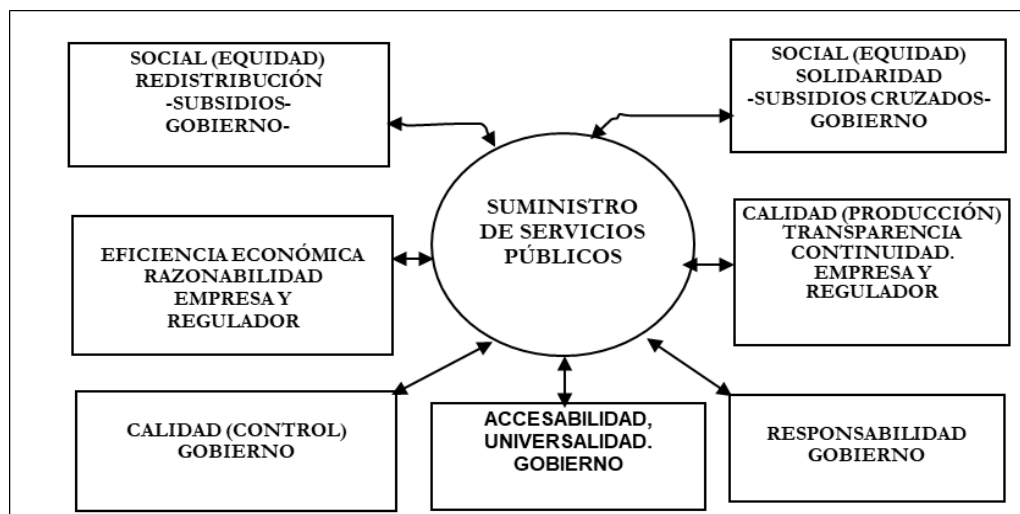 SOCIAL (EQUIDAD)
REDISTRIBUCIÓN
-SUBSIDIOS-
GOBIERNO-
SOCIAL (EQUIDAD)
SOLIDARIDAD
-SUBSIDIOS CRUZADOS-
GOBIERNO
SUMINISTRO
DE SERVICIOS
PÚBLICOS
EFICIENCIA ECONÓMICA
RAZONABILIDAD
EMPRESA Y
REGULADOR
CALIDAD (PRODUCCIÓN)
TRANSPARENCIA
CONTINUIDAD.
EMPRESA Y
REGULADOR
CALIDAD (CONTROL)
GOBIERNO
ACCESABILIDAD,
UNIVERSALIDAD.
GOBIERNO
RESPONSABILIDAD
GOBIERNO